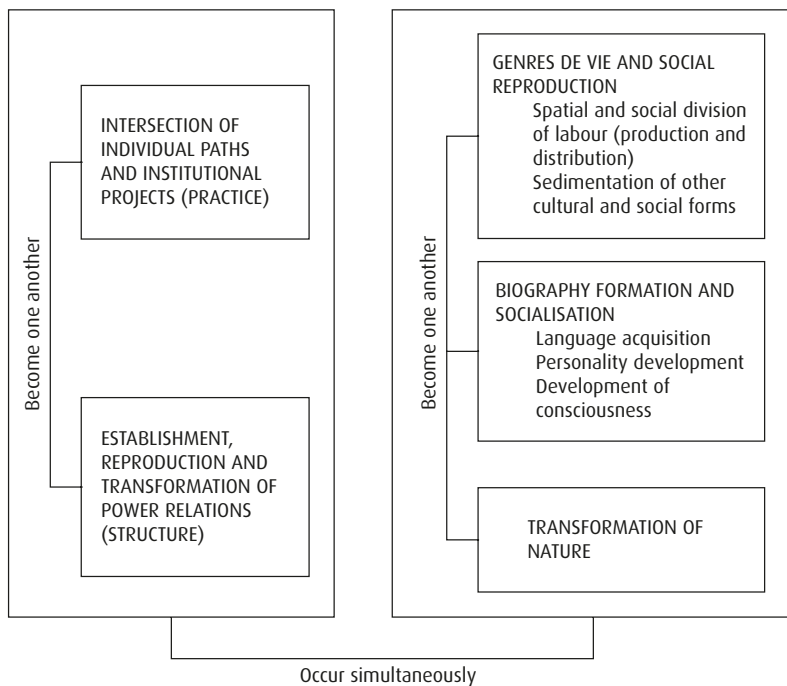 INTERSECTION OF
INDIVIDUAL PATHS
AND INSTITUTIONAL
PROJECTS (PRACTICE)
Become one another
ESTABLISHMENT,
REPRODUCTION AND
TRANSFORMATION OF
POWER RELATIONS
(STRUCTURE)
GENRES DE VIE AND SOCIAL
REPRODUCTION
Spatial and social division
of labour (production and
distribution)
Sedimentation of other
cultural and social forms
Become one another
BIOGRAPHY FORMATION AND
SOCIALISATION
Language acquisition
Personality development
Development of
consciousness
TRANSFORMATION OF
NATURE
Occur simultaneously